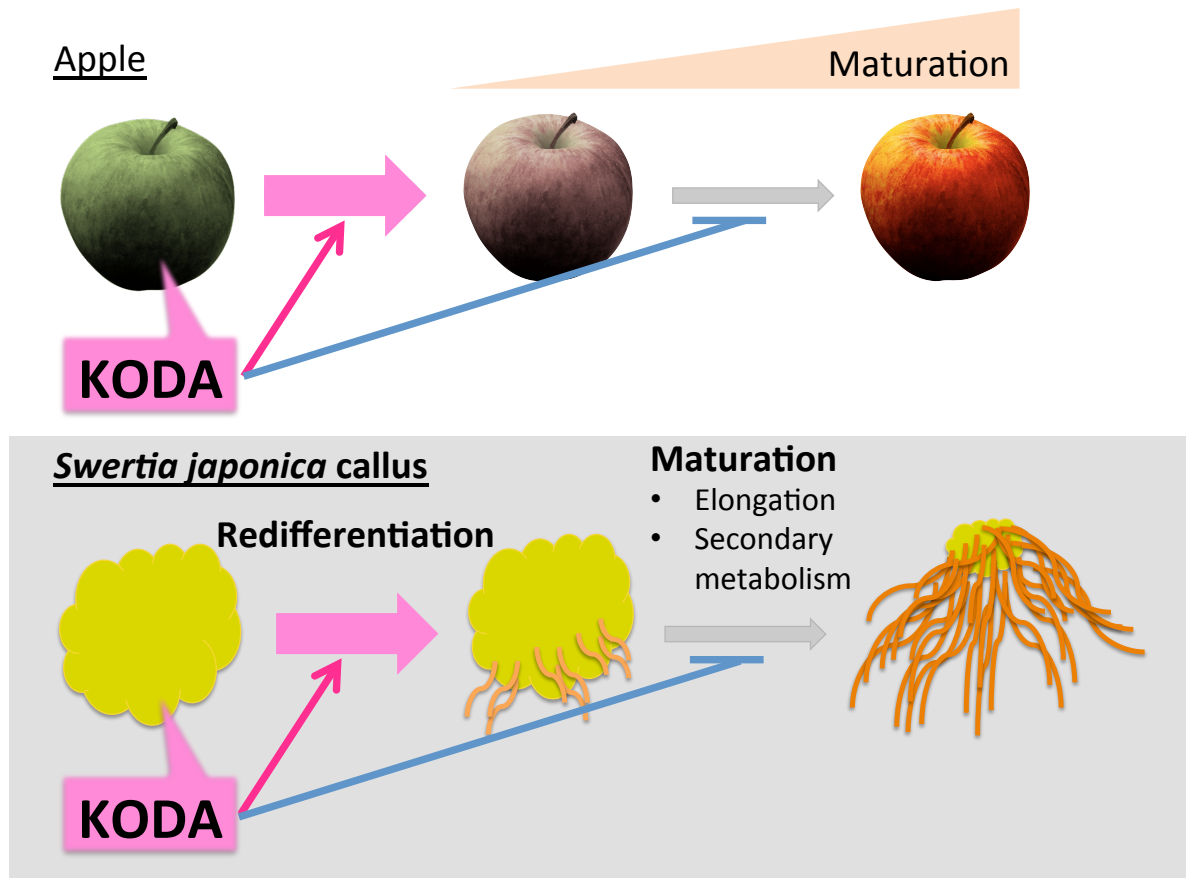 Apple
Maturation
KODA
Swertia japonica callus
Redifferentiation
Maturation
• Elongation
• Secondary
metabolism
KODA